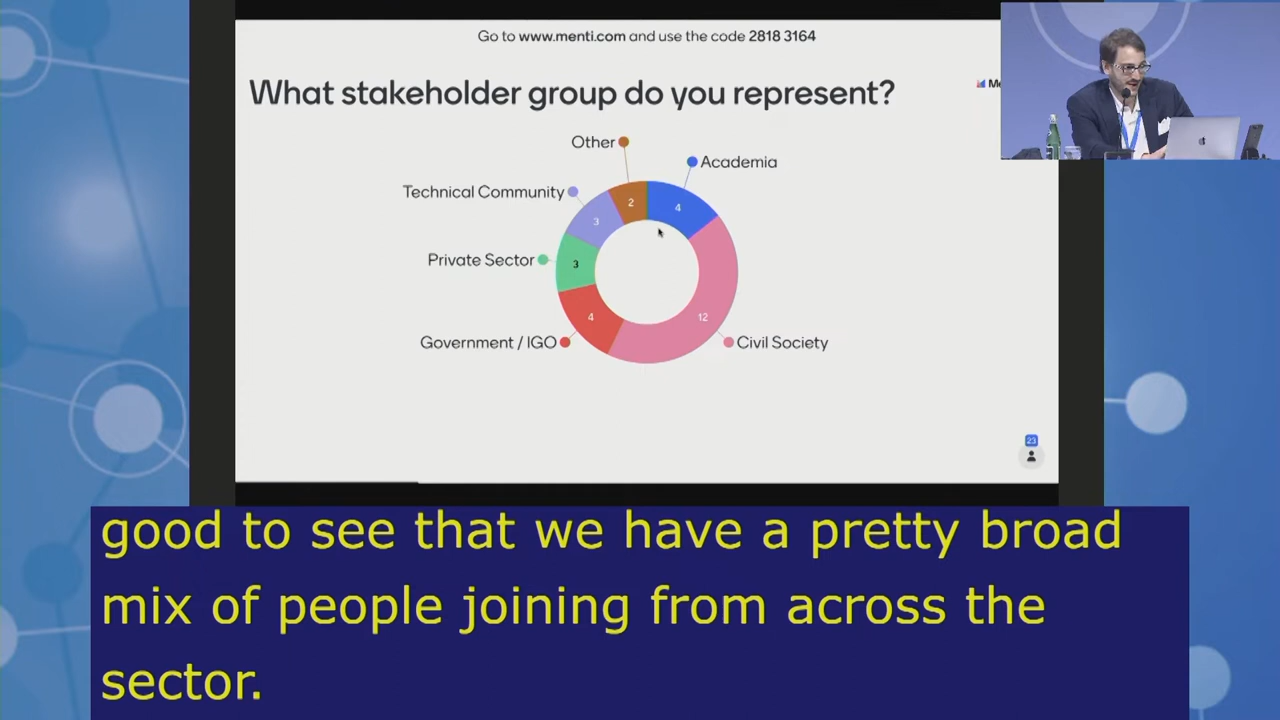 Go to www.menti.com and use the code 2818 3164
What stakeholder group do you represent?
Other
Academia
Technical Community
2
4
3
Private Sector
3
4
12
Government / IGO
Civil Society
23
good to see that we have a pretty broad
mix of people joining from across the
sector.